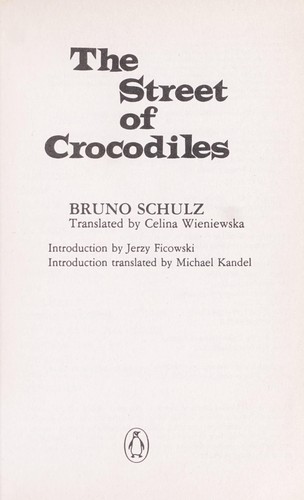 The
Street
of
Crocodiles
BRUNO SCHULZ
Translated by Celina Wieniewska
Introduction by Jerzy Ficowski
Introduction translated by Michael Kandel